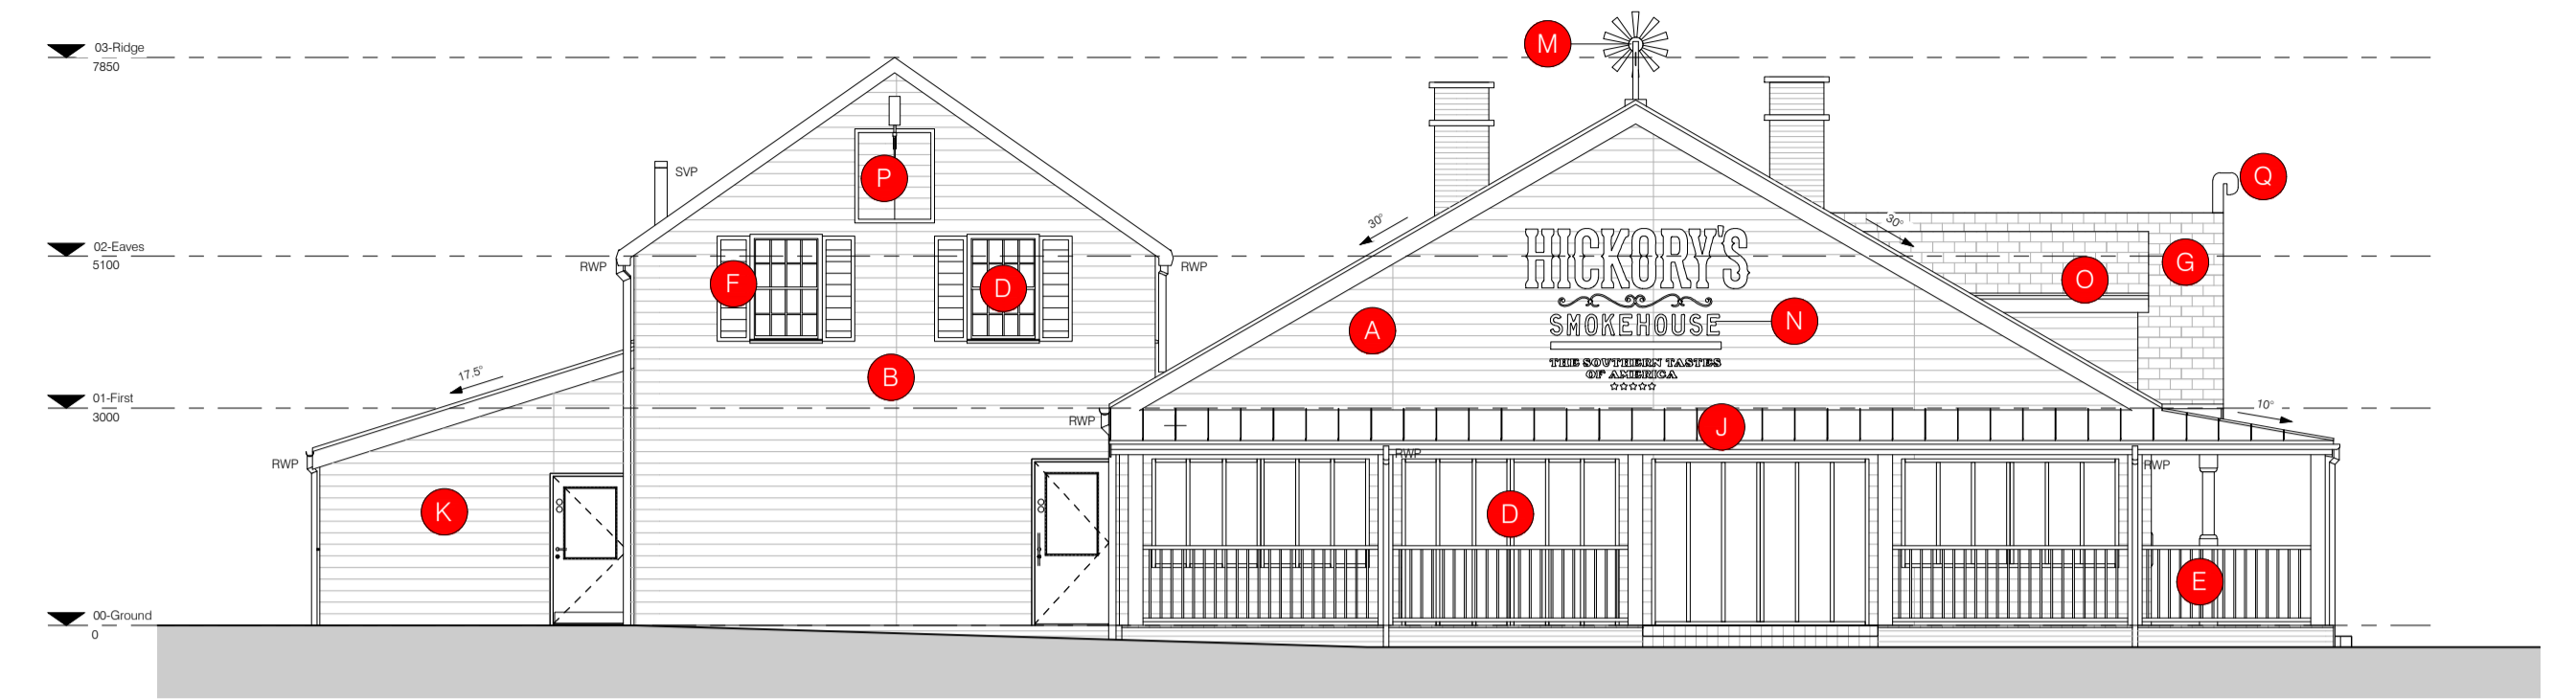 03-Ridge
7850
M
SVP
P
Q
30°
30°
02-Eaves
5100
RWP
RWP
HICKORY'S
SMOKEHOUSE
THE SOUTHERN TASTES
OF AMERICA
F
D
O
G
A
N
B
17.5°
01-First
3000
RWP
J
10°
RWP
RWP
RWP
K
D
E
00-Ground
0